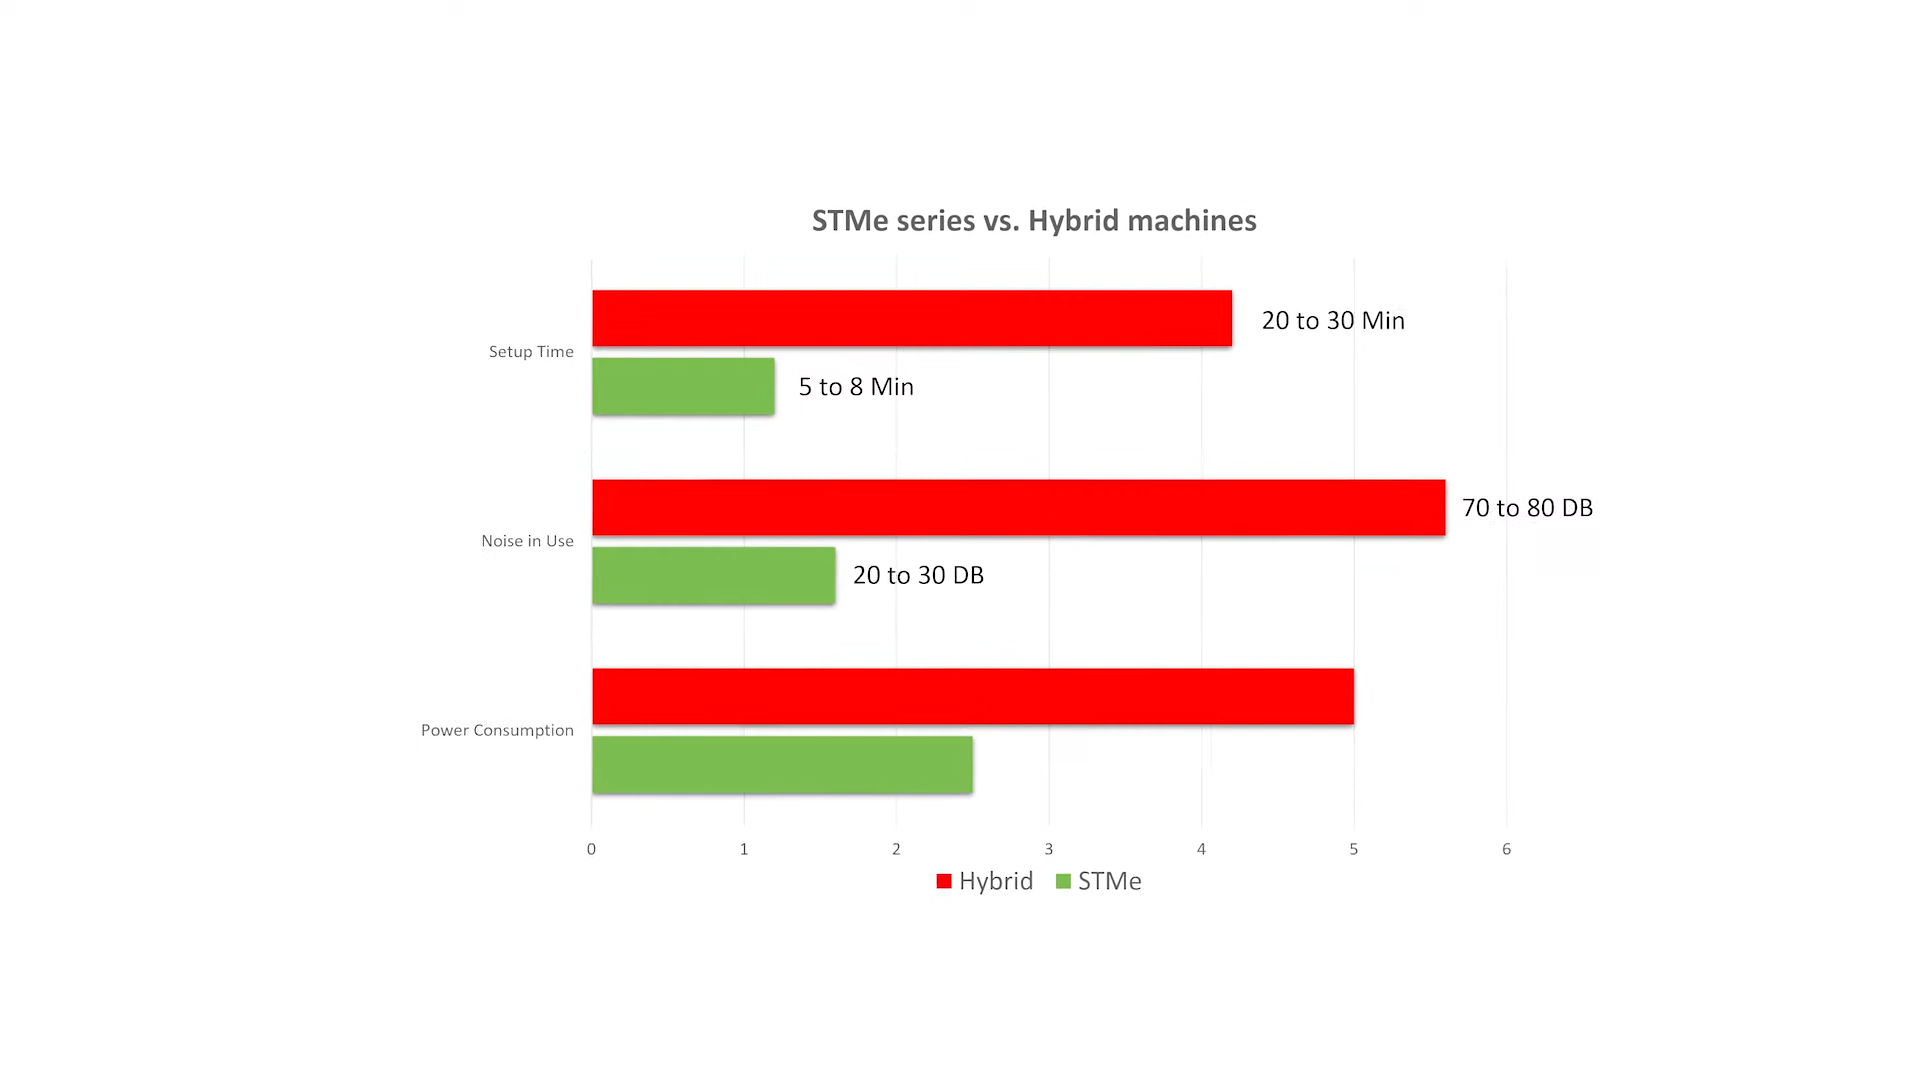 STMe series vs. Hybrid machines
Setup Time
20 to 30 Min
5 to 8 Min
Noise in Use
70 to 80 DB
20 to 30 DB
Power Consumption
0 1 2 3 4 5 6
Hybrid STMe